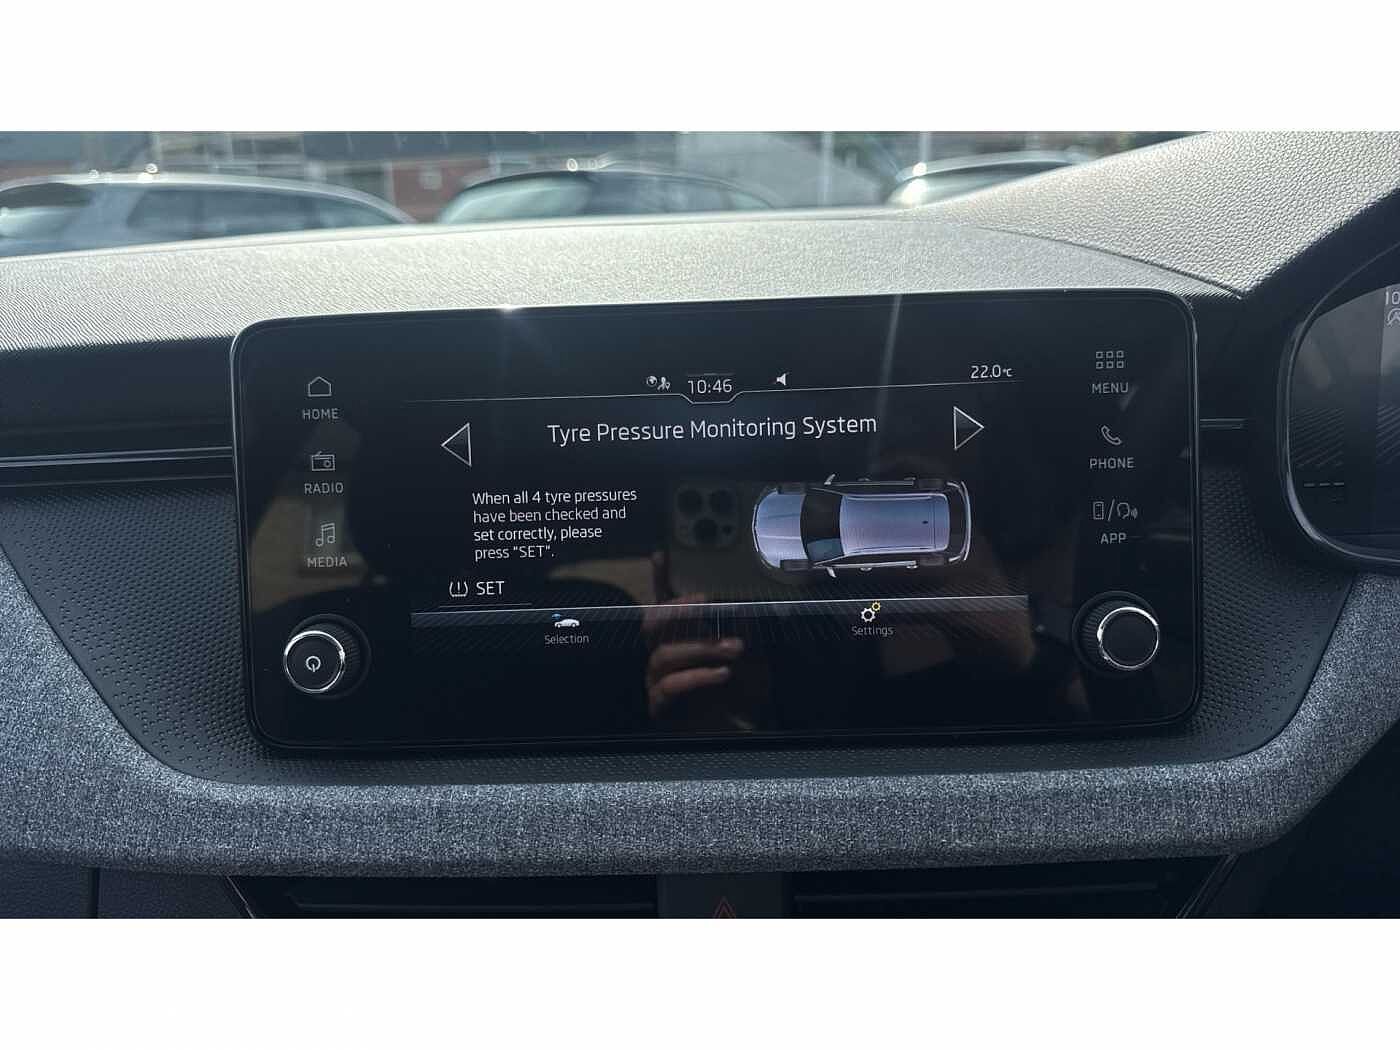 10:46
22.0°C
HOME
RADIO
MEDIA
MENU
PHONE
APP
Tyre Pressure Monitoring System
When all 4 tyre pressures
have been checked and
set correctly, please
press "SET".
SET
Selection
Settings